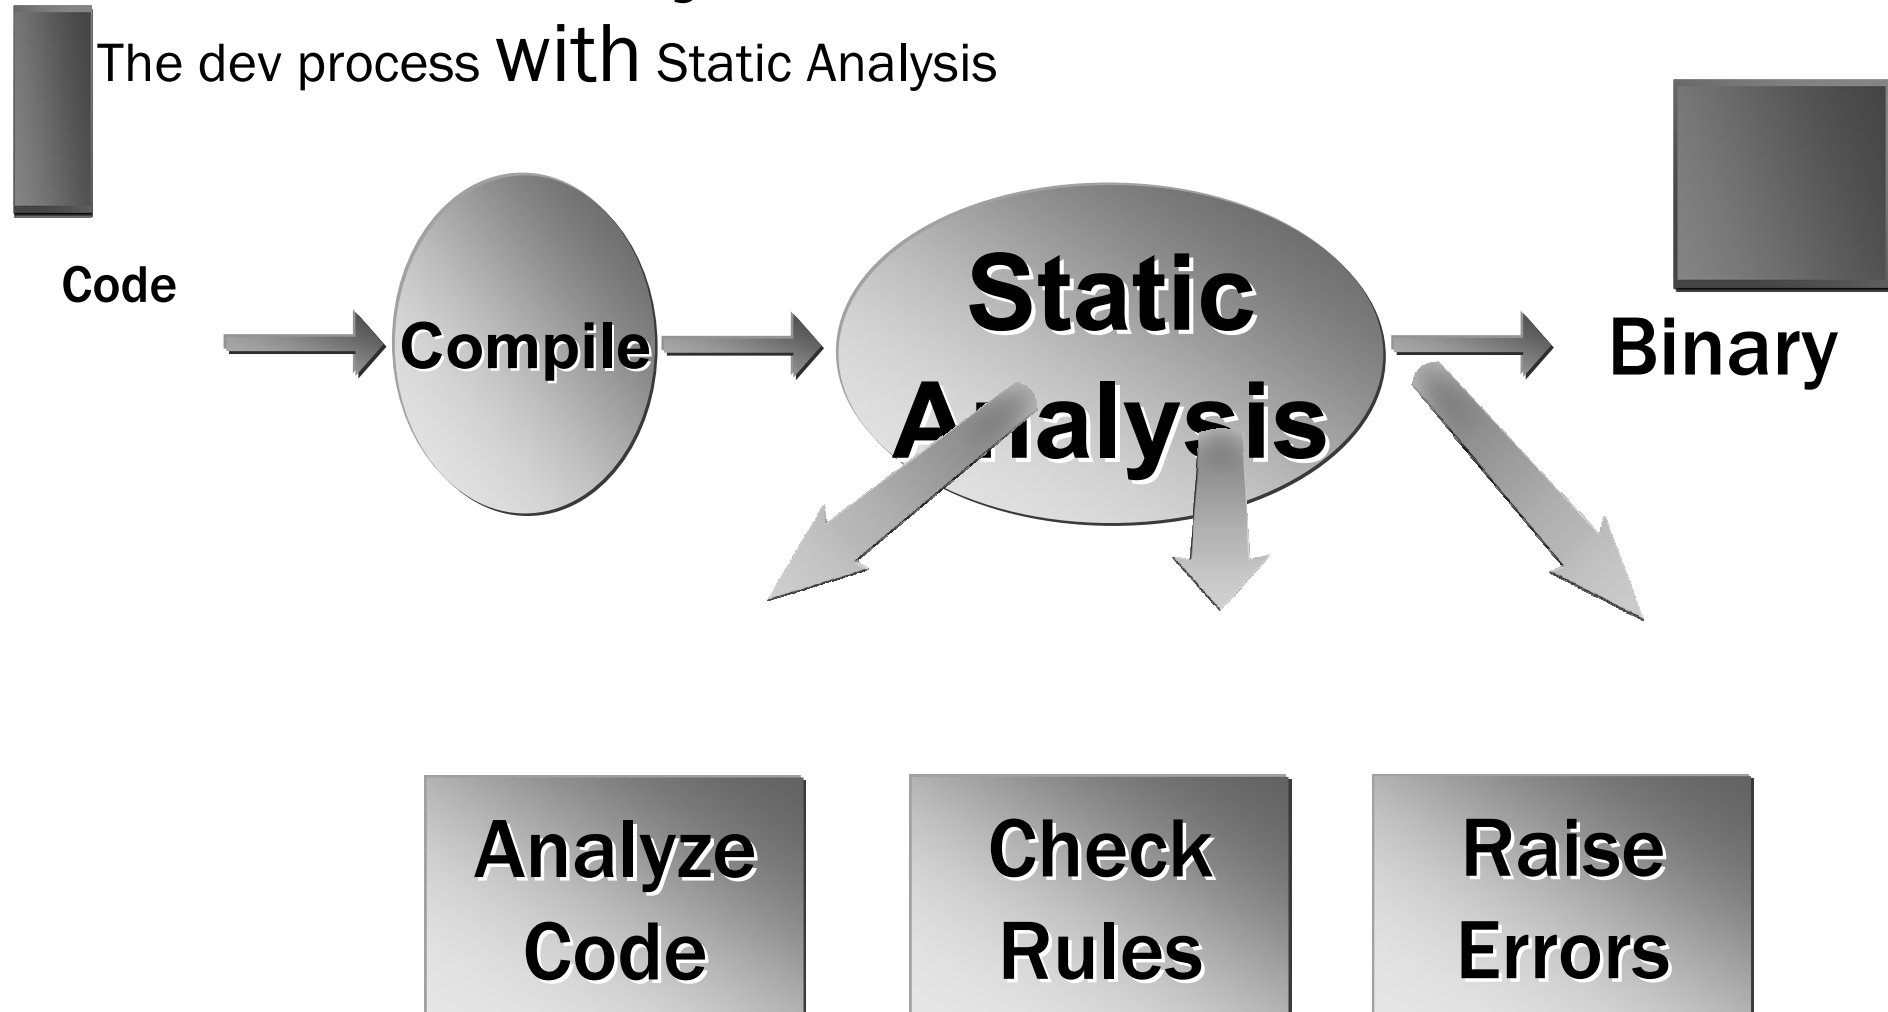 The dev process with Static Analysis
Code
Compile
Static
Analysis
Binary
Analyze
Code
Check
Rules
Raise
Errors